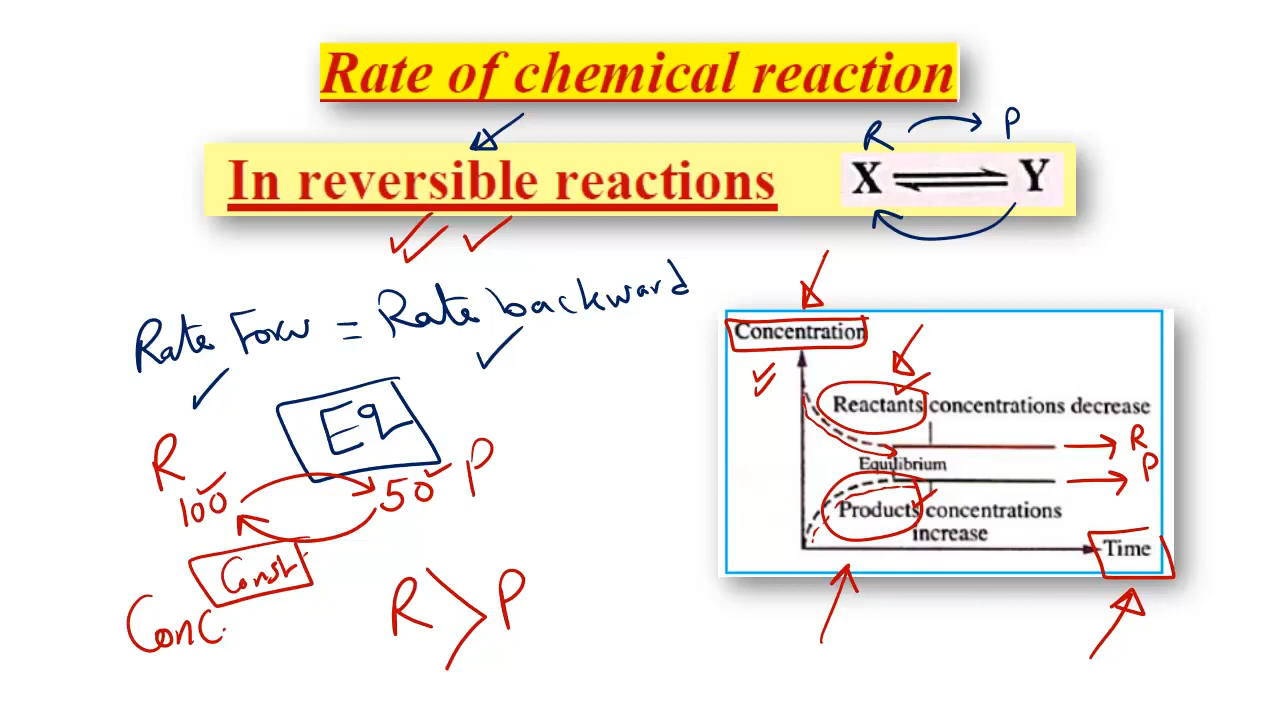 Rate of chemical reaction
In reversible reactions
R P
X ⇌ Y
Rate Forw = Rate backward
Eq
R P
100 50
Const
Conc.
R > P
Concentration
Reactants concentrations decrease
R
Equilibrium
P
Products concentrations
increase
Time